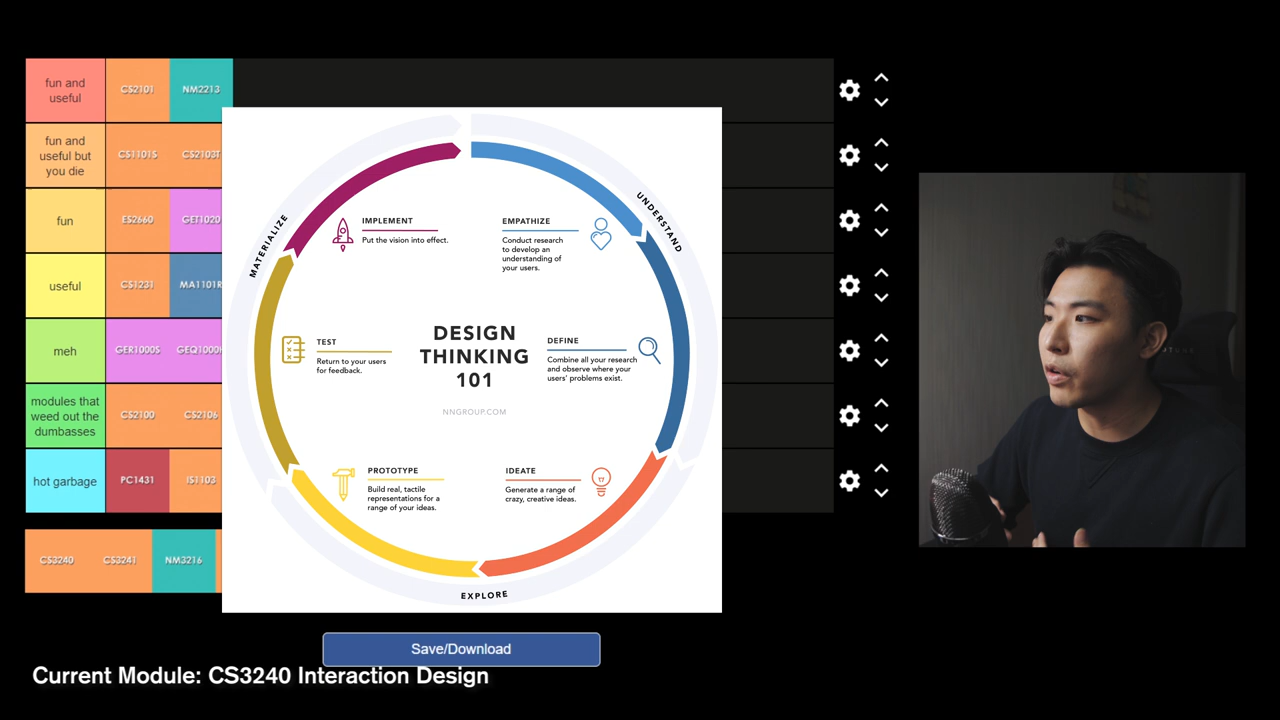 fun and
useful
CS2101
NM2213
fun and
useful but
you die
CS1101S
CS2103T
fun
ES2660
GET1020
useful
CS1231
MA1101R
meh
GER1000S
modules that
weed out the
dumbasses
CS2100
CS2106
hot garbage
PC1431
IS1103
CS3240
CS3241
NM3216
UNDERSTAND
MATERIALIZE
EXPLORE
IMPLEMENT
Put the vision into effect.
EMPATHIZE
Conduct research
to develop an
understanding of
your users.
TEST
Return to your users
for feedback.
DESIGN
THINKING
101
NNGROUP.COM
DEFINE
Combine all your research
and observe where your
users' problems exist.
PROTOTYPE
Build real, tactile
representations for a
range of your ideas.
IDEATE
Generate a range of
crazy, creative ideas.
Save/Download
Current Module: CS3240 Interaction Design